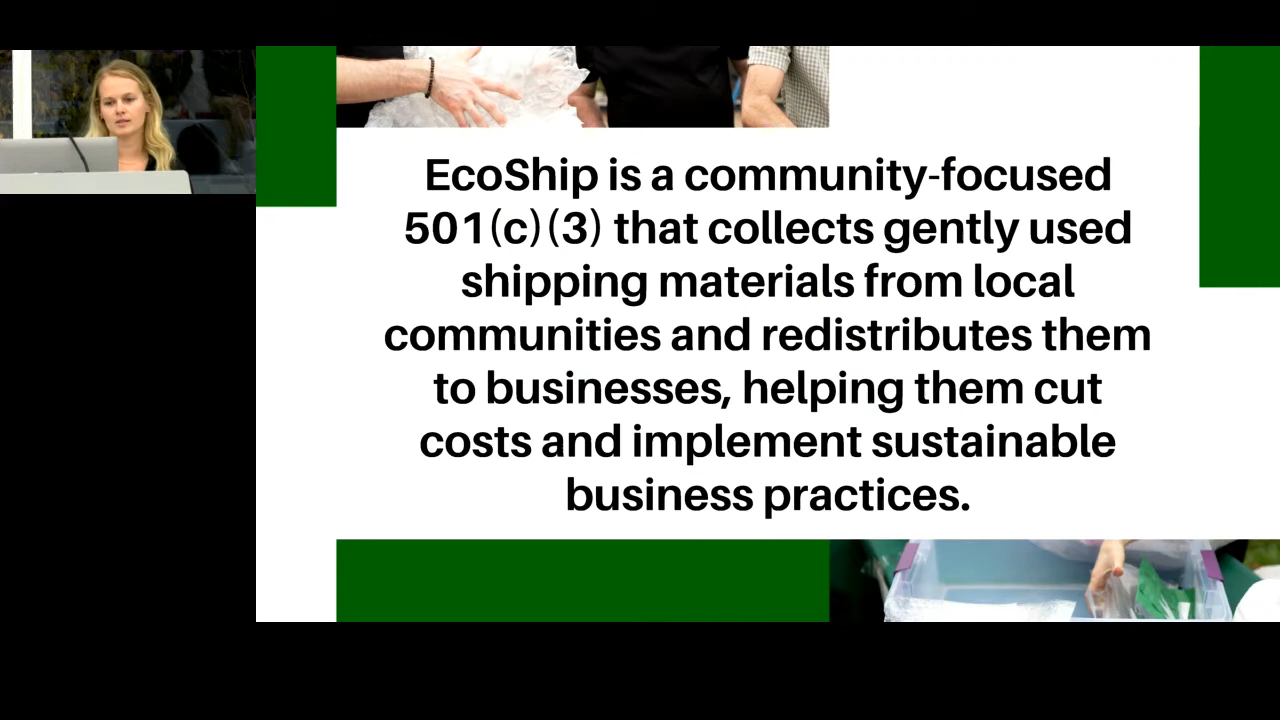 EcoShip is a community-focused
501(c)(3) that collects gently used
shipping materials from local
communities and redistributes them
to businesses, helping them cut
costs and implement sustainable
business practices.